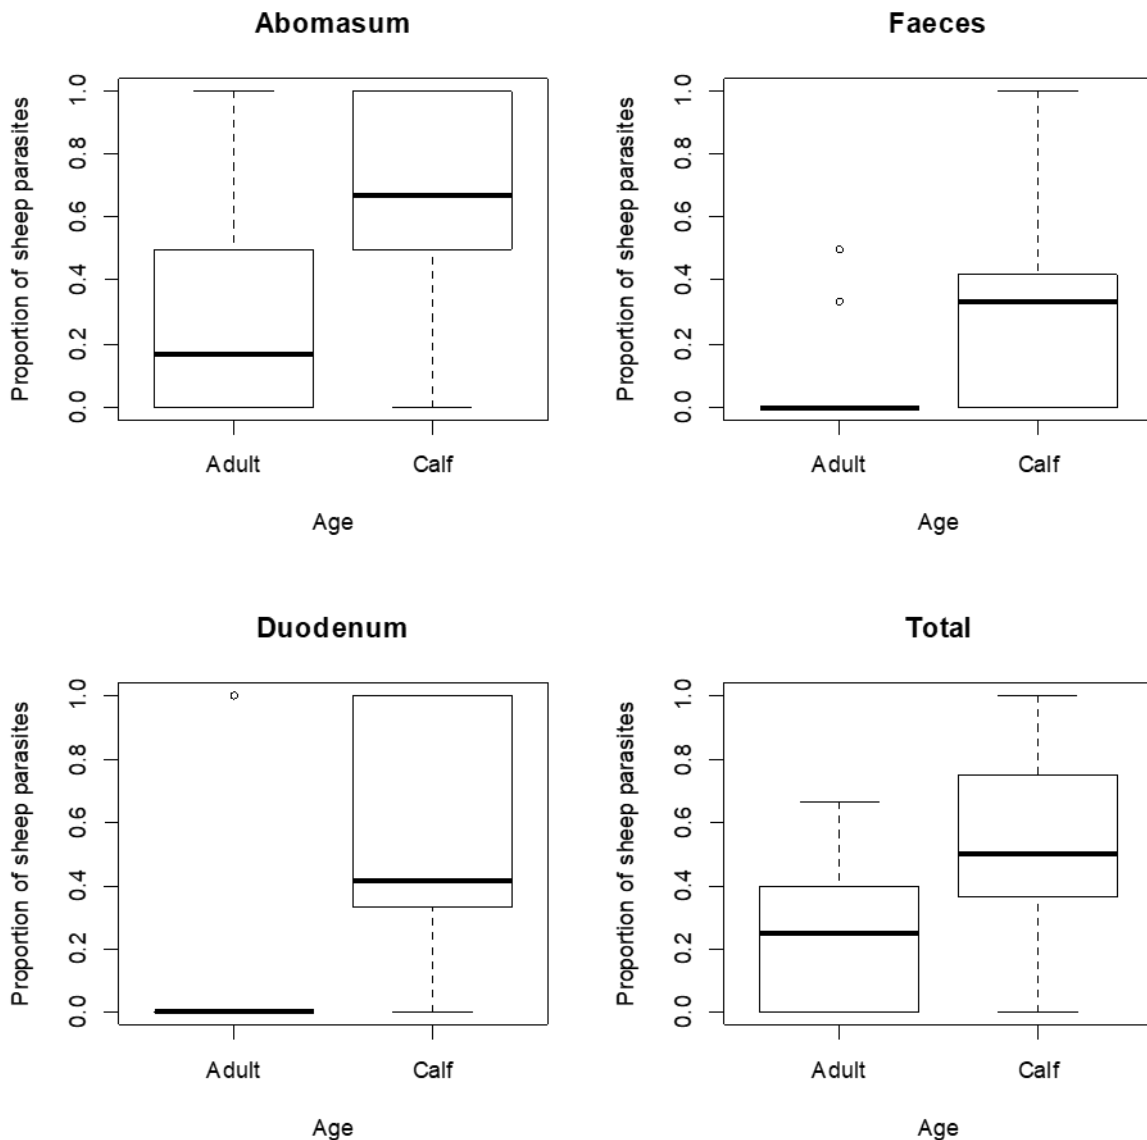 Abomasum
Proportion of sheep parasites
1.0
0.8
0.6
0.4
0.2
0.0
Adult
Calf
Age
Faeces
Proportion of sheep parasites
1.0
0.8
0.6
0.4
0.2
0.0
Adult
Calf
Age
Duodenum
Proportion of sheep parasites
1.0
0.8
0.6
0.4
0.2
0.0
Adult
Calf
Age
Total
Proportion of sheep parasites
1.0
0.8
0.6
0.4
0.2
0.0
Adult
Calf
Age